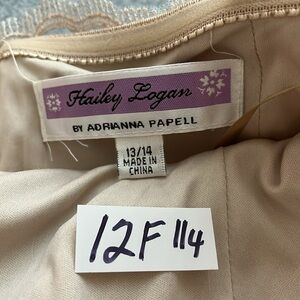 Hailey Logan
BY ADRIANNA PAPELL
13/14
MADE IN
CHINA
12F 114